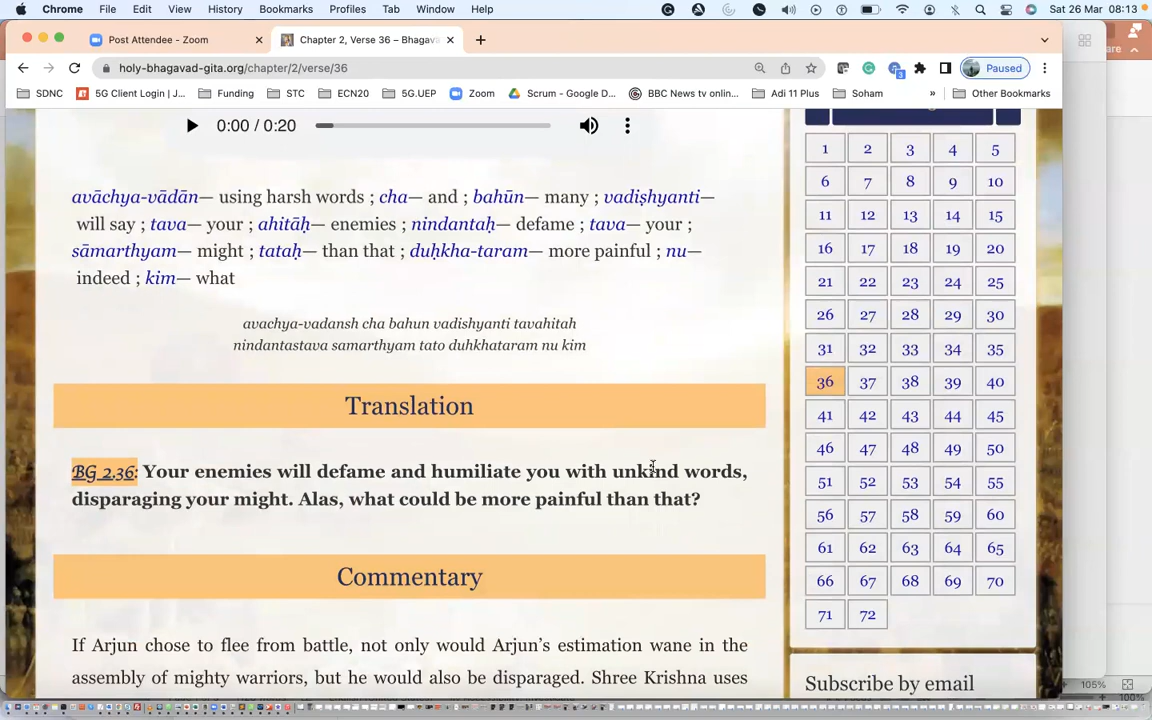 Chrome File Edit View History Bookmarks Profiles Tab Window Help Sat 26 Mar 08:13
Post Attendee - Zoom Chapter 2, Verse 36 – Bhagava
holy-bhagavad-gita.org/chapter/2/verse/36 3 Paused
are
SDNC 5G Client Login | J... Funding STC ECN20 5G.UEP Zoom Scrum - Google D... BBC News tv onlin... Adi 11 Plus Soham » Other Bookmarks
0:00 / 0:20
avāchya-vādān— using harsh words ; cha— and ; bahūn— many ; vadiṣhyanti—
will say ; tava— your ; ahitāḥ— enemies ; nindantaḥ— defame ; tava— your ;
sāmarthyam— might ; tataḥ— than that ; duḥkha-taram— more painful ; nu—
indeed ; kim— what
avachya-vadansh cha bahun vadishyanti tavahitah
nindantastava samarthyam tato duhkhataram nu kim
Translation
BG 2.36: Your enemies will defame and humiliate you with unkind words,
disparaging your might. Alas, what could be more painful than that?
Commentary
If Arjun chose to flee from battle, not only would Arjun’s estimation wane in the
assembly of mighty warriors, but he would also be disparaged. Shree Krishna uses
1 2 3 4 5
6 7 8 9 10
11 12 13 14 15
16 17 18 19 20
21 22 23 24 25
26 27 28 29 30
31 32 33 34 35
36 37 38 39 40
41 42 43 44 45
46 47 48 49 50
51 52 53 54 55
56 57 58 59 60
61 62 63 64 65
66 67 68 69 70
71 72
Subscribe by email
105%
100%